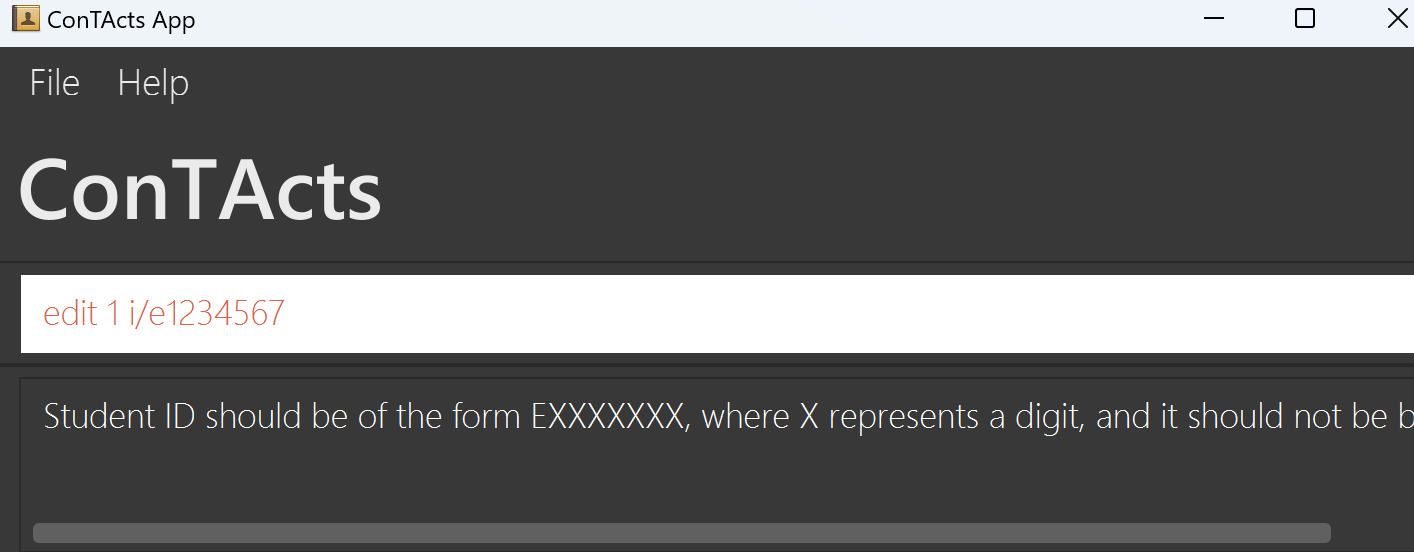 ConTActs App
File Help
ConTActs
edit 1 i/e1234567
Student ID should be of the form EXXXXXXX, where X represents a digit, and it should not be